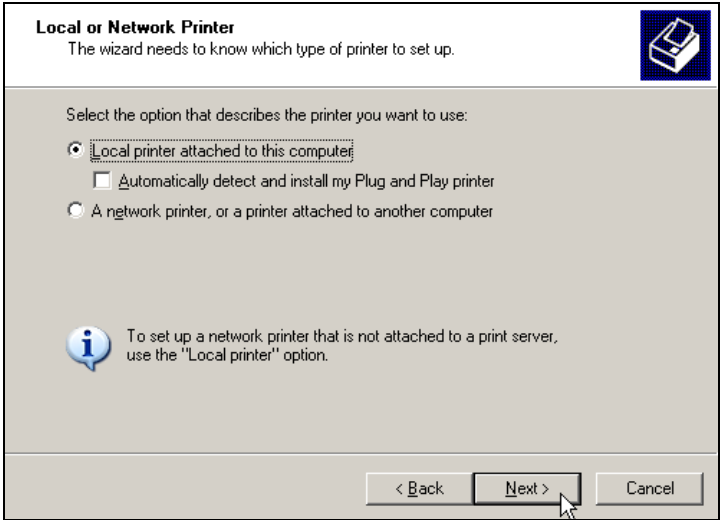 Local or Network Printer
The wizard needs to know which type of printer to set up.
Select the option that describes the printer you want to use:
Local printer attached to this computer
Automatically detect and install my Plug and Play printer
A network printer, or a printer attached to another computer
To set up a network printer that is not attached to a print server,
use the "Local printer" option.
< Back
Next >
Cancel